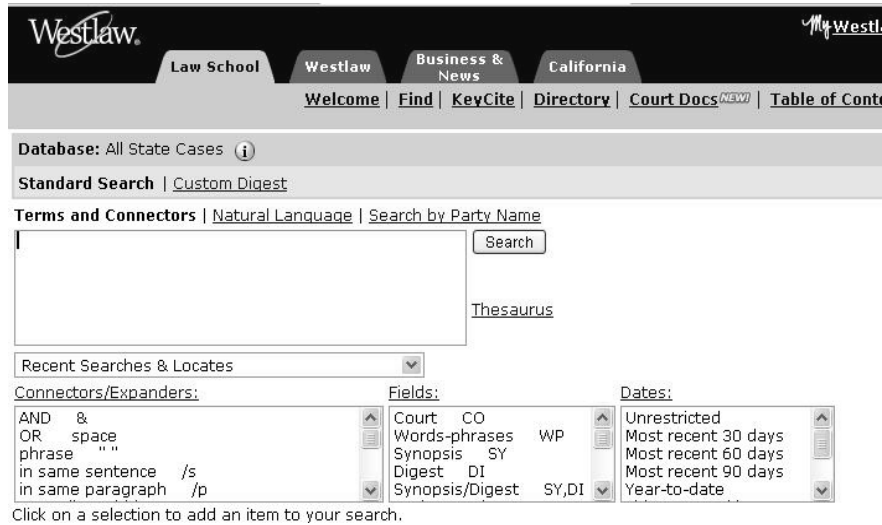 Westlaw.
My Westla
Law School Westlaw Business & News California
Welcome | Find | KeyCite | Directory | Court Docs NEW! | Table of Conte
Database: All State Cases i
Standard Search | Custom Digest
Terms and Connectors | Natural Language | Search by Party Name
Search
Thesaurus
Recent Searches & Locates
Connectors/Expanders: Fields: Dates:
AND & Court CO Unrestricted
OR space Words-phrases WP Most recent 30 days
phrase " " Synopsis SY Most recent 60 days
in same sentence /s Digest DI Most recent 90 days
in same paragraph /p Synopsis/Digest SY,DI Year-to-date
Click on a selection to add an item to your search.